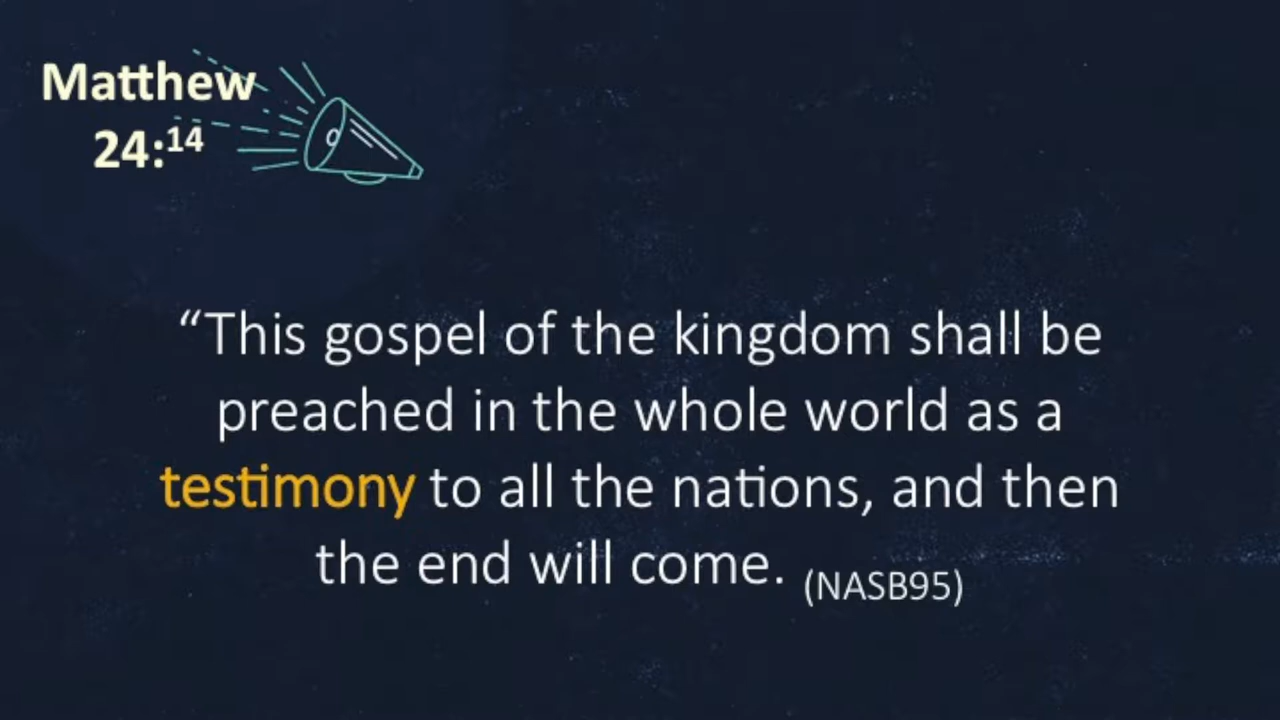 Matthew
24:14
“This gospel of the kingdom shall be
preached in the whole world as a
testimony to all the nations, and then
the end will come. (NASB95)